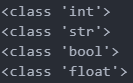 <class 'int'>
<class 'str'>
<class 'bool'>
<class 'float'>